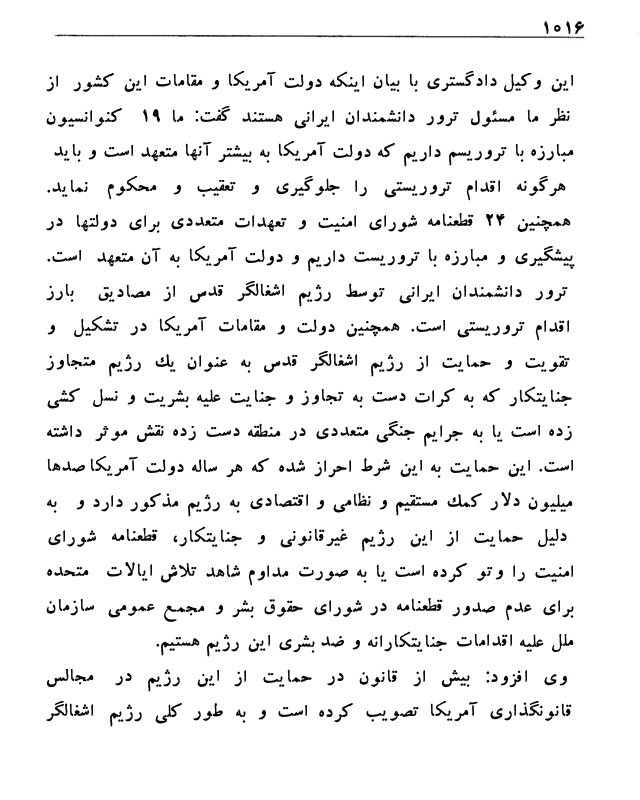 ۱۰۱۶
این وکیل دادگستری با بیان اینکه دولت آمریکا و مقامات این کشور از
نظر ما مسئول ترور دانشمندان ایرانی هستند گفت: ما ۱۹ کنوانسیون
مبارزه با تروریسم داریم که دولت آمریکا به بیشتر آنها متعهد است و باید
هرگونه اقدام تروریستی را جلوگیری و تعقیب و محکوم نماید.
همچنین ۲۴ قطعنامه شورای امنیت و تعهدات متعددی برای دولتها در
پیشگیری و مبارزه با تروریست داریم و دولت آمریکا به آن متعهد است.
ترور دانشمندان ایرانی توسط رژیم اشغالگر قدس از مصادیق بارز
اقدام تروریستی است. همچنین دولت و مقامات آمریکا در تشکیل و
تقویت و حمایت از رژیم اشغالگر قدس به عنوان یك رژیم متجاوز
جنایتکار که به کرات دست به تجاوز و جنایت علیه بشریت و نسل کشی
زده است یا به جرایم جنگی متعددی در منطقه دست زده نقش موثر داشته
است. این حمایت به این شرط احراز شده که هر ساله دولت آمریکا صدها
میلیون دلار کمك مستقیم و نظامی و اقتصادی به رژیم مذکور دارد و به
دلیل حمایت از این رژیم غیرقانونی و جنایتکار، قطعنامه شورای
امنیت را وتو کرده است یا به صورت مداوم شاهد تلاش ایالات متحده
برای عدم صدور قطعنامه در شورای حقوق بشر و مجمع عمومی سازمان
ملل علیه اقدامات جنایتکارانه و ضد بشری این رژیم هستیم.
وی افزود: بیش از قانون در حمایت از این رژیم در مجالس
قانونگذاری آمریکا تصویب کرده است و به طور کلی رژیم اشغالگر